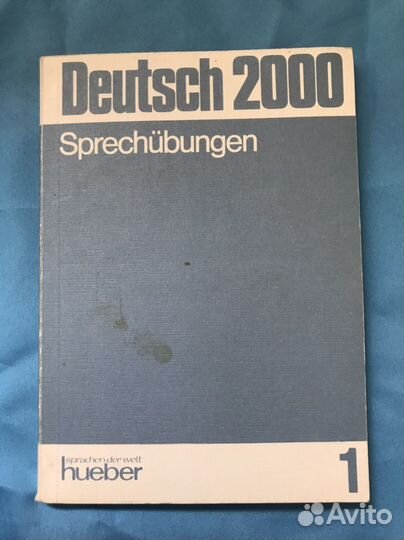 Deutsch 2000
Sprechübungen
sprachen der welt
hueber
1
Avito